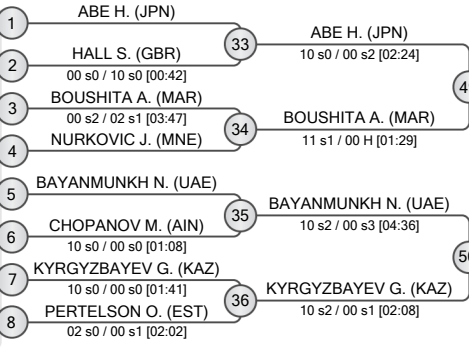 1
ABE H. (JPN)
2
HALL S. (GBR)
00 s0 / 10 s0 [00:42]
33
ABE H. (JPN)
10 s0 / 00 s2 [02:24]
3
BOUSHITA A. (MAR)
00 s2 / 02 s1 [03:47]
4
NURKOVIC J. (MNE)
34
BOUSHITA A. (MAR)
11 s1 / 00 H [01:29]
5
BAYANMUNKH N. (UAE)
6
CHOPANOV M. (AIN)
10 s0 / 00 s0 [01:08]
35
BAYANMUNKH N. (UAE)
10 s2 / 00 s3 [04:36]
7
KYRGYZBAYEV G. (KAZ)
10 s0 / 00 s0 [01:41]
8
PERTELSON O. (EST)
02 s0 / 00 s1 [02:02]
36
KYRGYZBAYEV G. (KAZ)
10 s2 / 00 s1 [02:08]